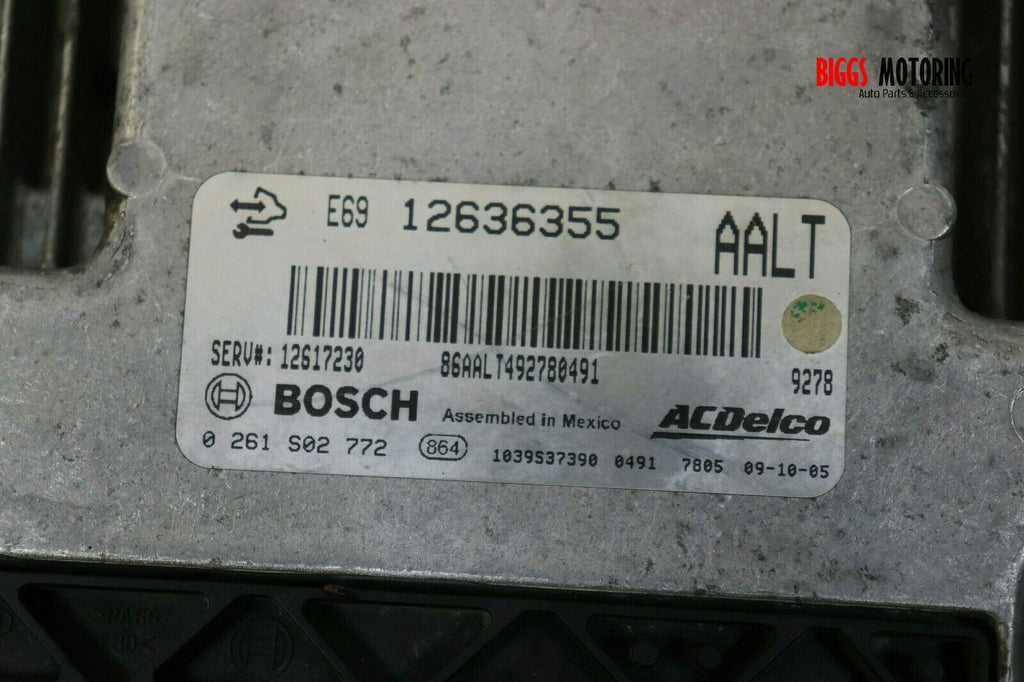 BIGGS MOTORING
Auto Parts & Accessories
E69 12636355 AALT
SERV#: 12617230 86AALT492780491 9278
BOSCH Assembled in Mexico ACDelco
0 261 S02 772 864 1039S37390 0491 7805 09-10-05
>PA66